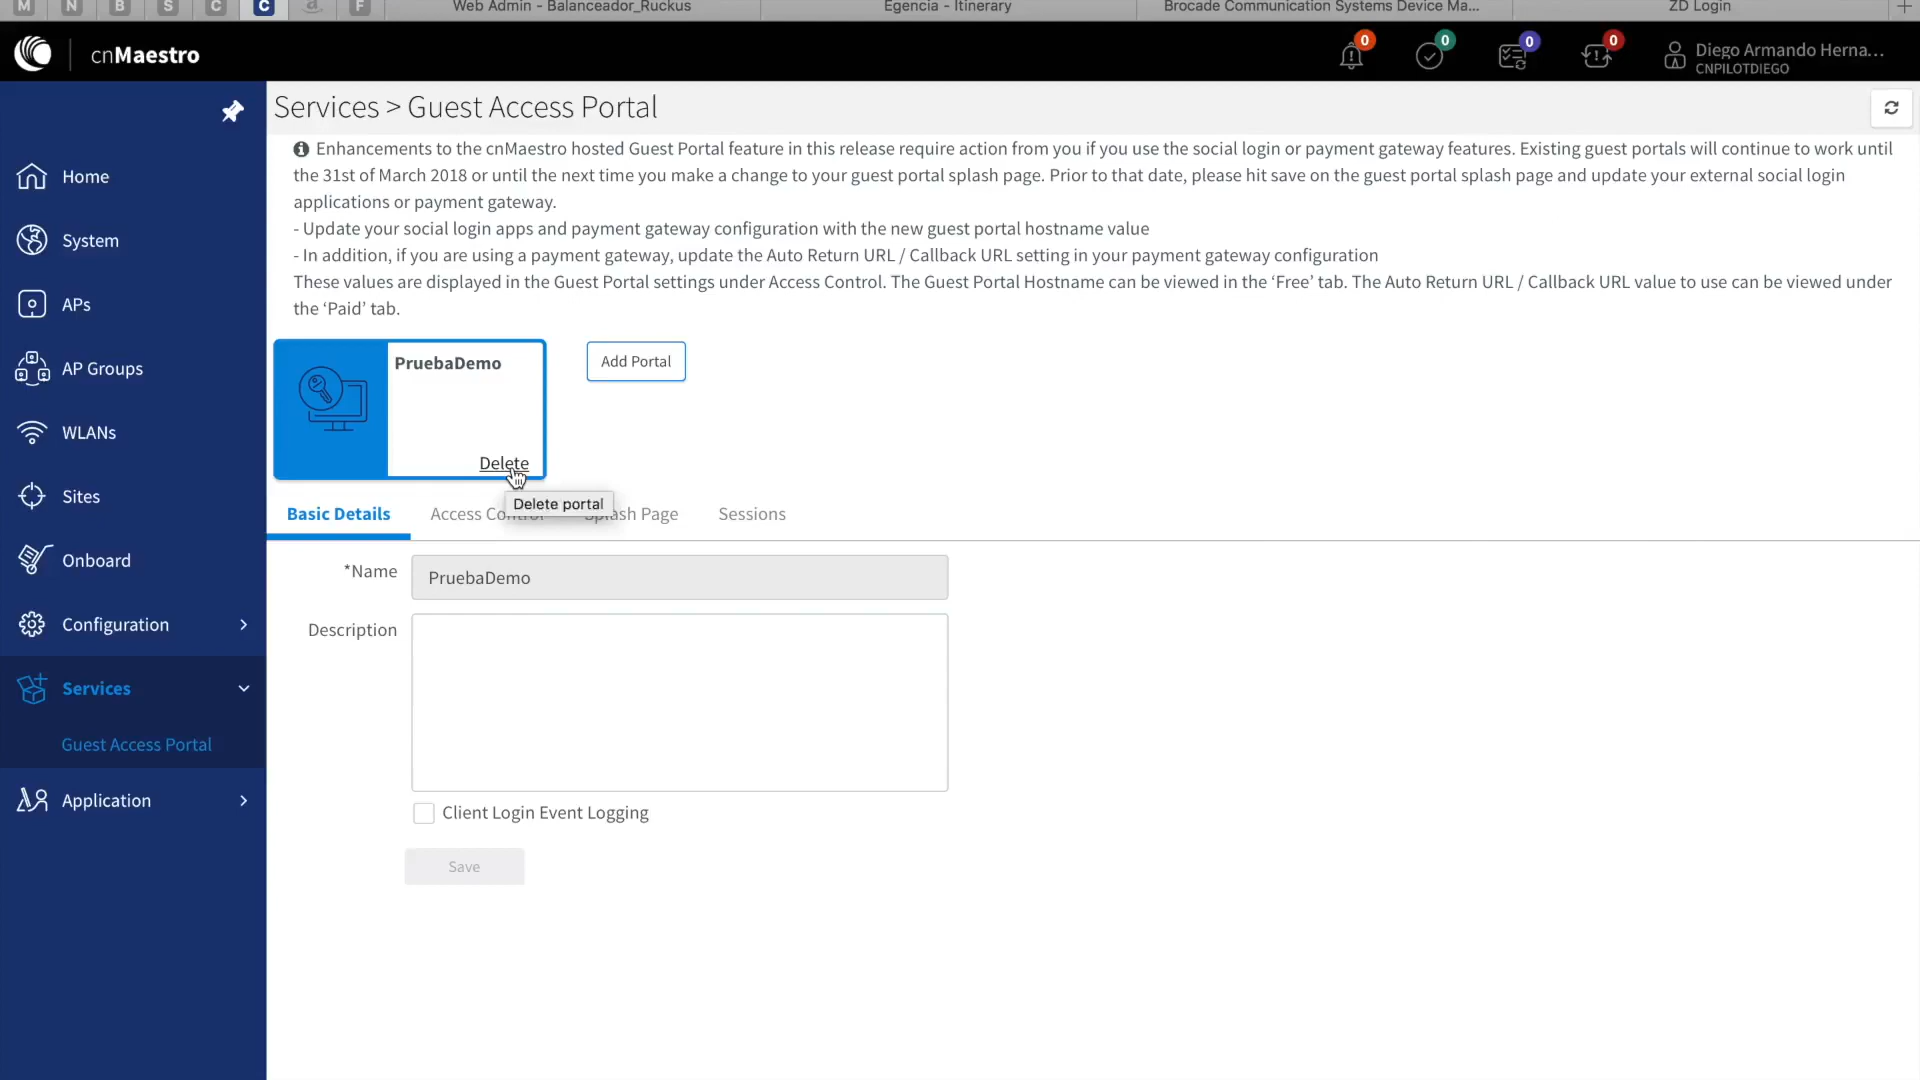 M N B S C C a F Web Admin - Balanceador_Ruckus Egencia - Itinerary Brocade Communication Systems Device Ma... ZD Login +
cnMaestro
0 0 0 0
Diego Armando Herna...
CNPILOTDIEGO
Services > Guest Access Portal
Enhancements to the cnMaestro hosted Guest Portal feature in this release require action from you if you use the social login or payment gateway features. Existing guest portals will continue to work until
the 31st of March 2018 or until the next time you make a change to your guest portal splash page. Prior to that date, please hit save on the guest portal splash page and update your external social login
applications or payment gateway.
- Update your social login apps and payment gateway configuration with the new guest portal hostname value
- In addition, if you are using a payment gateway, update the Auto Return URL / Callback URL setting in your payment gateway configuration
These values are displayed in the Guest Portal settings under Access Control. The Guest Portal Hostname can be viewed in the ‘Free’ tab. The Auto Return URL / Callback URL value to use can be viewed under
the ‘Paid’ tab.
Home
System
APs
AP Groups
WLANs
Sites
Onboard
Configuration
Services
Guest Access Portal
Application
PruebaDemo
Add Portal
Delete
Delete portal
Basic Details Access Control Splash Page Sessions
*Name PruebaDemo
Description
Client Login Event Logging
Save